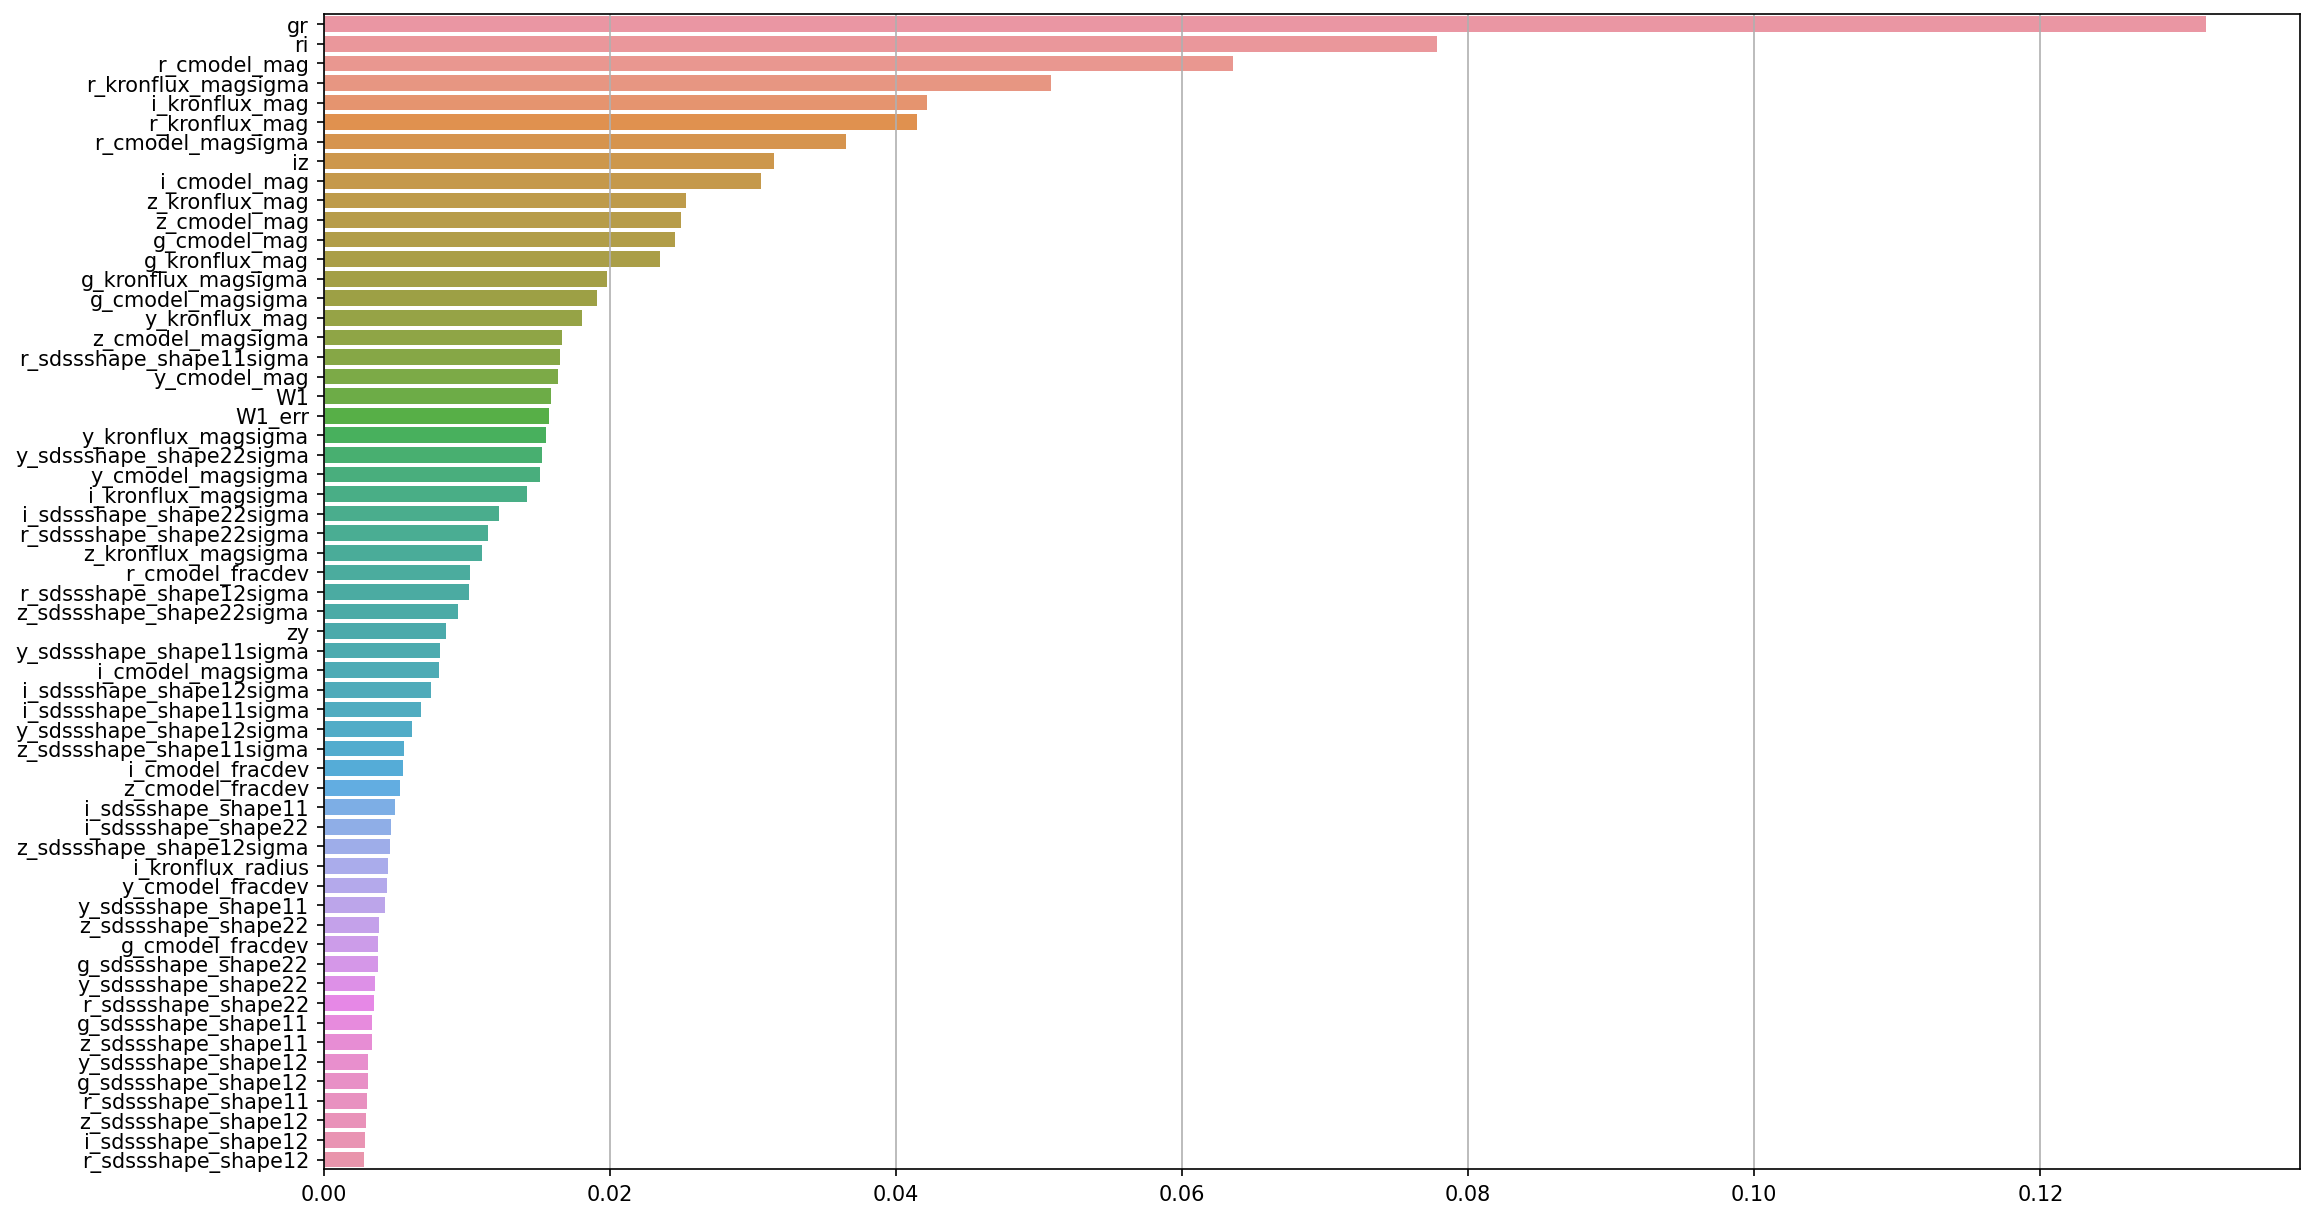 gr
ri
r_cmodel_mag
r_kronflux_magsigma
i_kronflux_mag
r_kronflux_mag
r_cmodel_magsigma
iz
i_cmodel_mag
z_kronflux_mag
z_cmodel_mag
g_cmodel_mag
g_kronflux_mag
g_kronflux_magsigma
g_cmodel_magsigma
y_kronflux_mag
z_cmodel_magsigma
r_sdssshape_shape11sigma
y_cmodel_mag
W1
W1_err
y_kronflux_magsigma
y_sdssshape_shape22sigma
y_cmodel_magsigma
i_kronflux_magsigma
i_sdssshape_shape22sigma
r_sdssshape_shape22sigma
z_kronflux_magsigma
r_cmodel_fracdev
r_sdssshape_shape12sigma
z_sdssshape_shape22sigma
zy
y_sdssshape_shape11sigma
i_cmodel_magsigma
i_sdssshape_shape12sigma
i_sdssshape_shape11sigma
y_sdssshape_shape12sigma
z_sdssshape_shape11sigma
i_cmodel_fracdev
z_cmodel_fracdev
i_sdssshape_shape11
i_sdssshape_shape22
z_sdssshape_shape12sigma
i_kronflux_radius
y_cmodel_fracdev
y_sdssshape_shape11
z_sdssshape_shape22
g_cmodel_fracdev
g_sdssshape_shape22
y_sdssshape_shape22
r_sdssshape_shape22
g_sdssshape_shape11
z_sdssshape_shape11
y_sdssshape_shape12
g_sdssshape_shape12
r_sdssshape_shape11
z_sdssshape_shape12
i_sdssshape_shape12
r_sdssshape_shape12
0.00 0.02 0.04 0.06 0.08 0.10 0.12